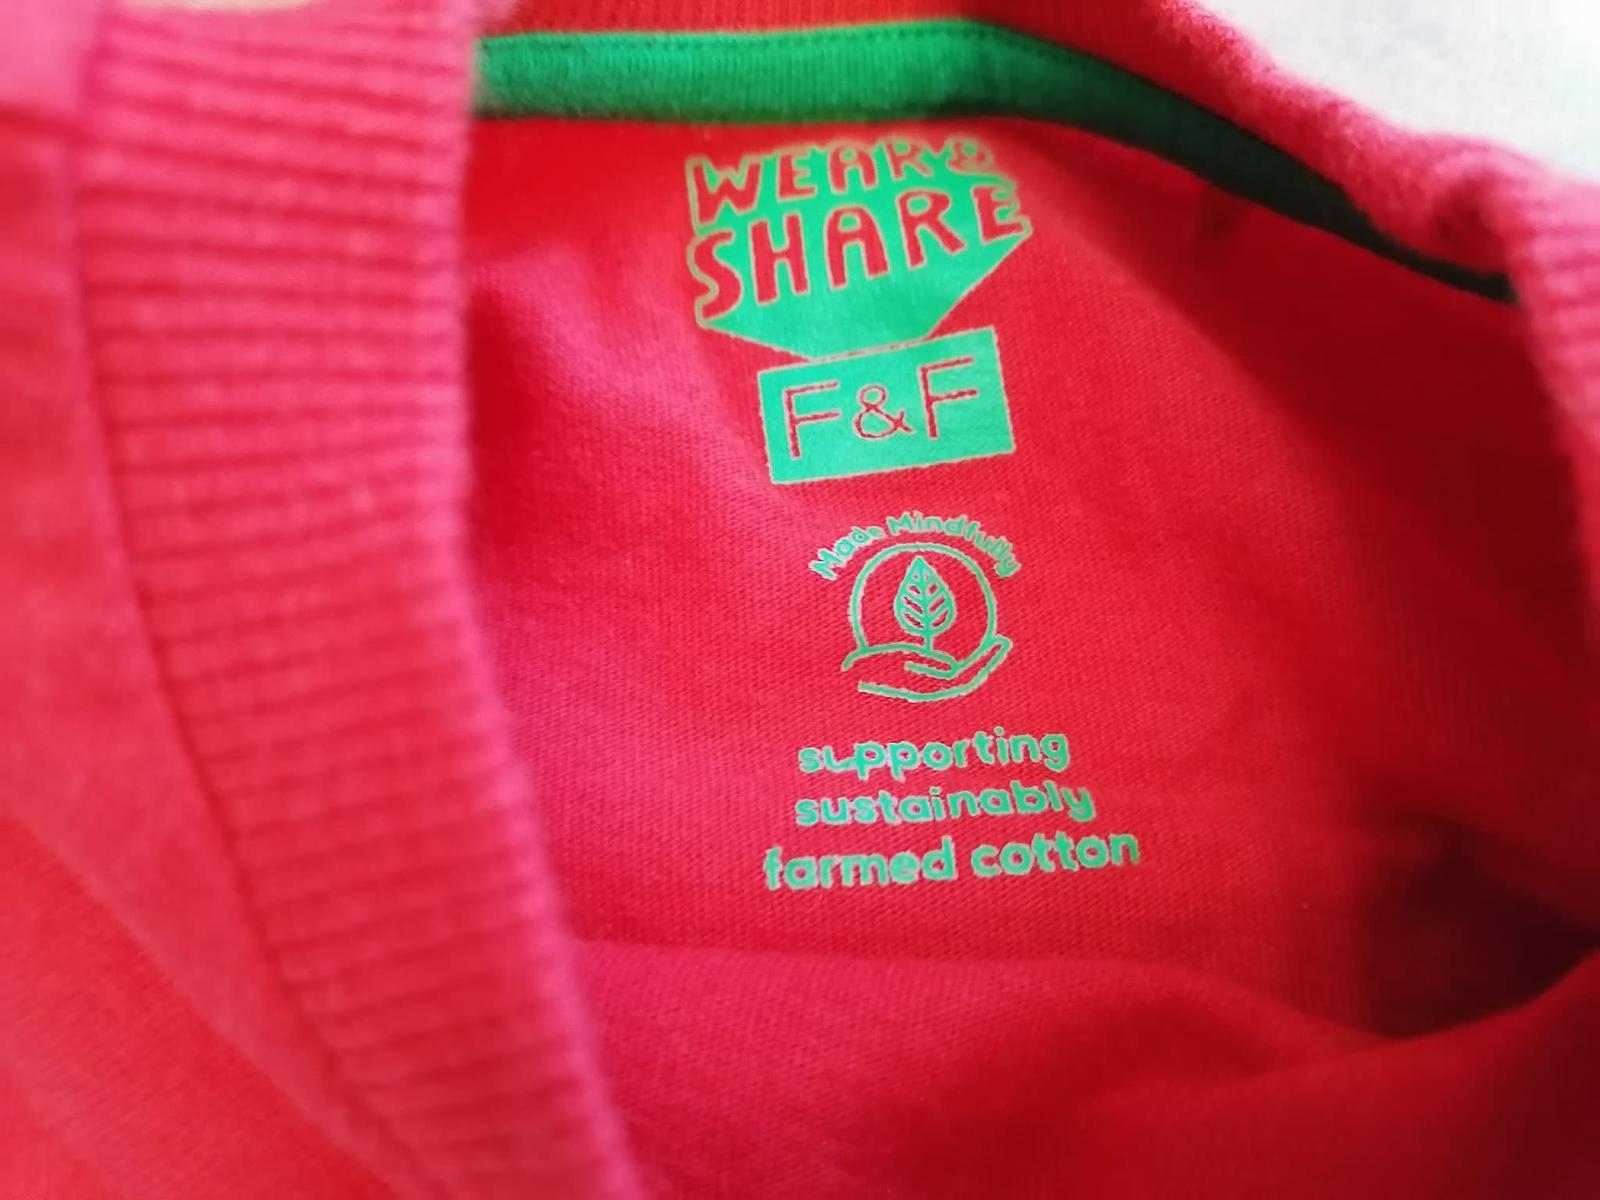 WEAR &
SHARE
F&F
Made Mindfully
supporting
sustainably
farmed cotton